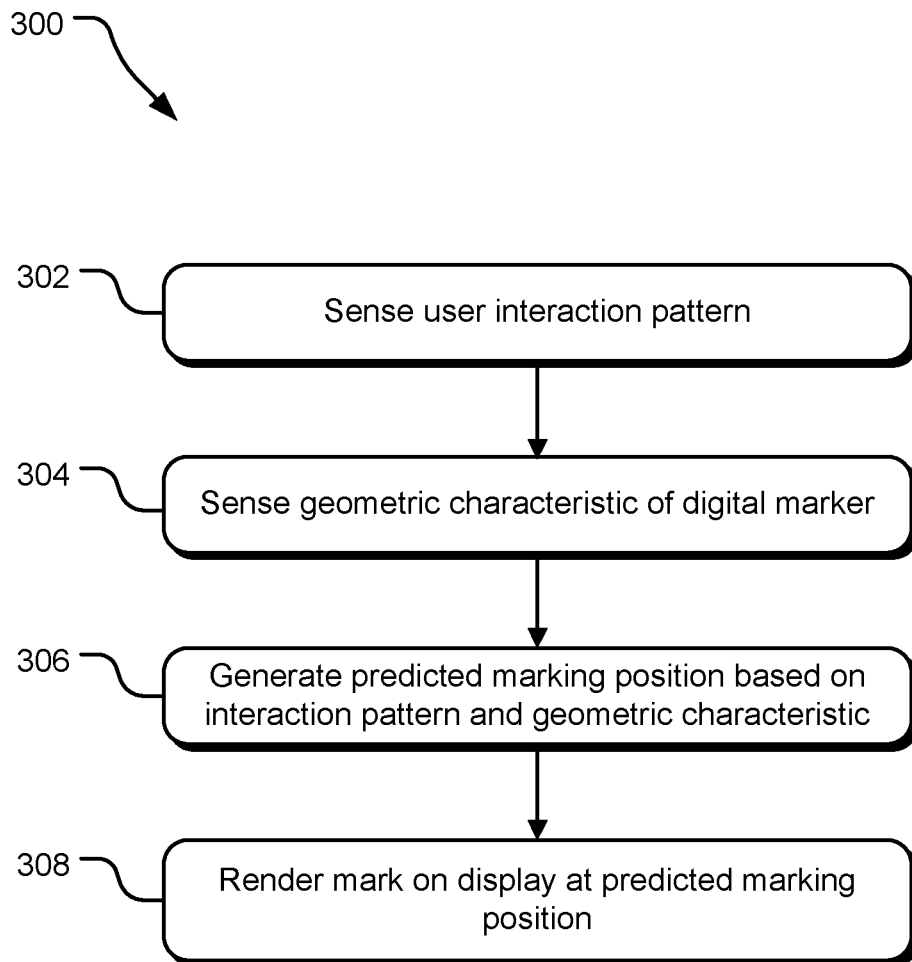 300
302
Sense user interaction pattern
304
Sense geometric characteristic of digital marker
306
Generate predicted marking position based on
interaction pattern and geometric characteristic
308
Render mark on display at predicted marking
position